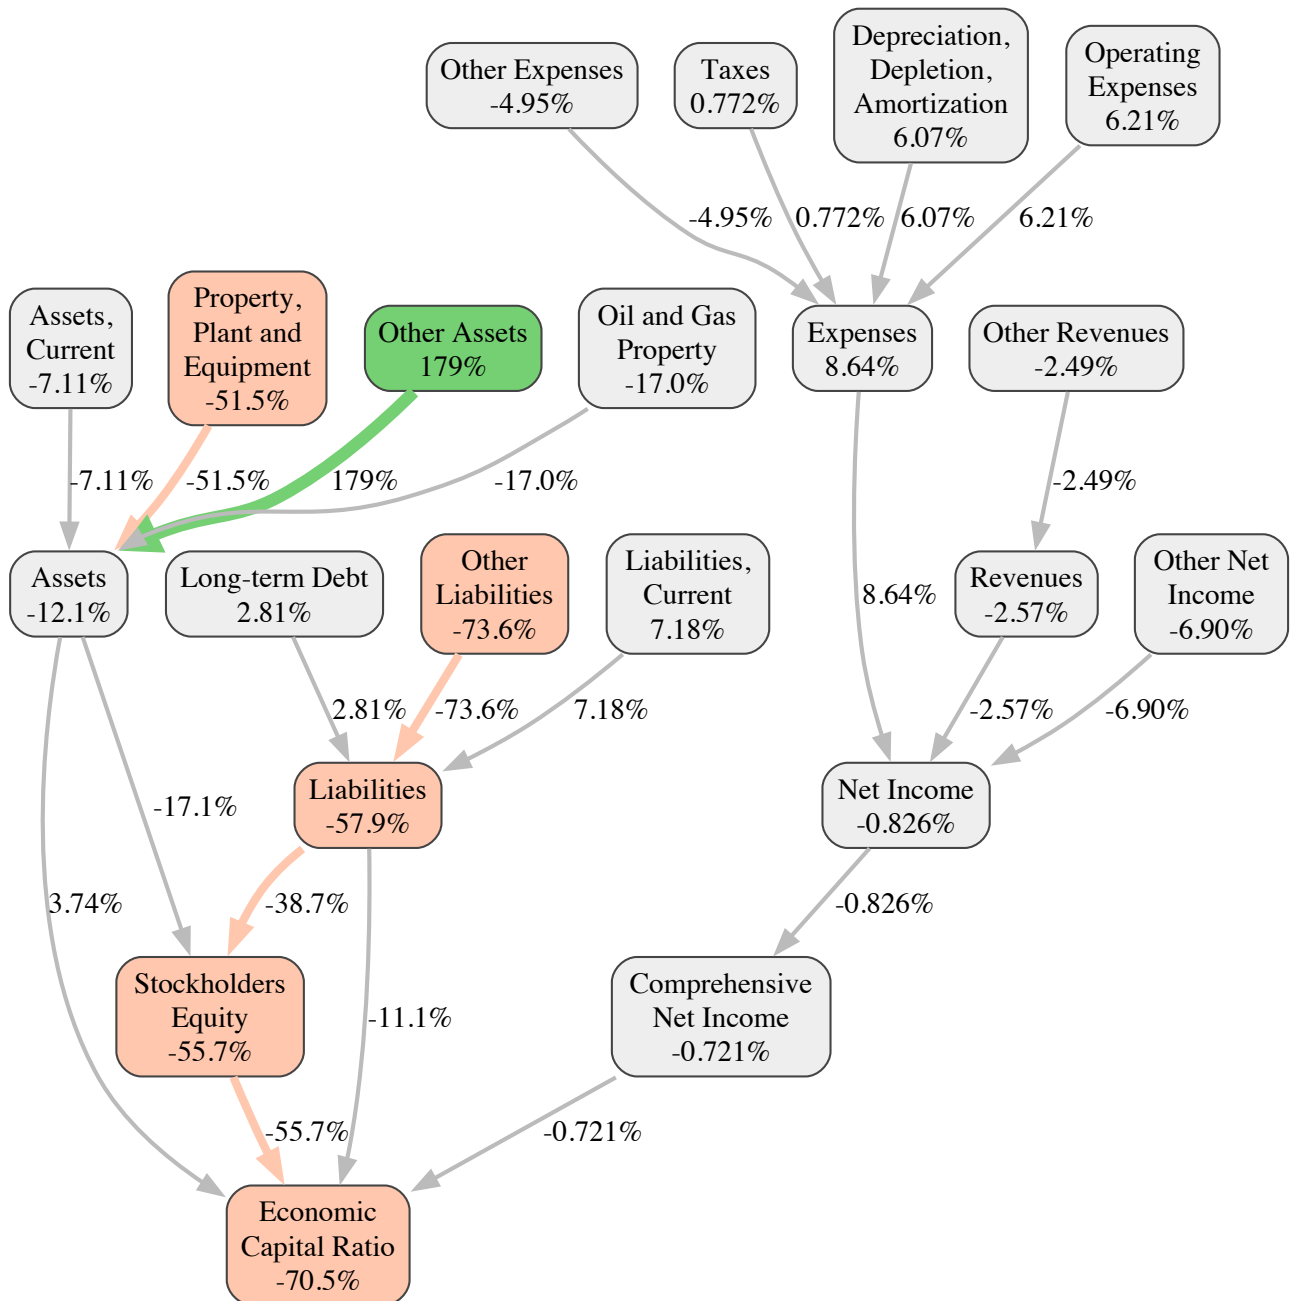 Other Expenses
-4.95%
Taxes
0.772%
Depreciation,
Depletion,
Amortization
6.07%
Operating
Expenses
6.21%
-4.95%
0.772%
6.07%
6.21%
Assets,
Current
-7.11%
Property,
Plant and
Equipment
-51.5%
Other Assets
179%
Oil and Gas
Property
-17.0%
Expenses
8.64%
Other Revenues
-2.49%
-7.11%
-51.5%
179%
-17.0%
-2.49%
Assets
-12.1%
Long-term Debt
2.81%
Other
Liabilities
-73.6%
Liabilities,
Current
7.18%
8.64%
Revenues
-2.57%
Other Net
Income
-6.90%
2.81%
-73.6%
7.18%
-2.57%
-6.90%
Liabilities
-57.9%
Net Income
-0.826%
-17.1%
3.74%
-38.7%
-0.826%
Stockholders
Equity
-55.7%
-11.1%
Comprehensive
Net Income
-0.721%
-55.7%
-0.721%
Economic
Capital Ratio
-70.5%